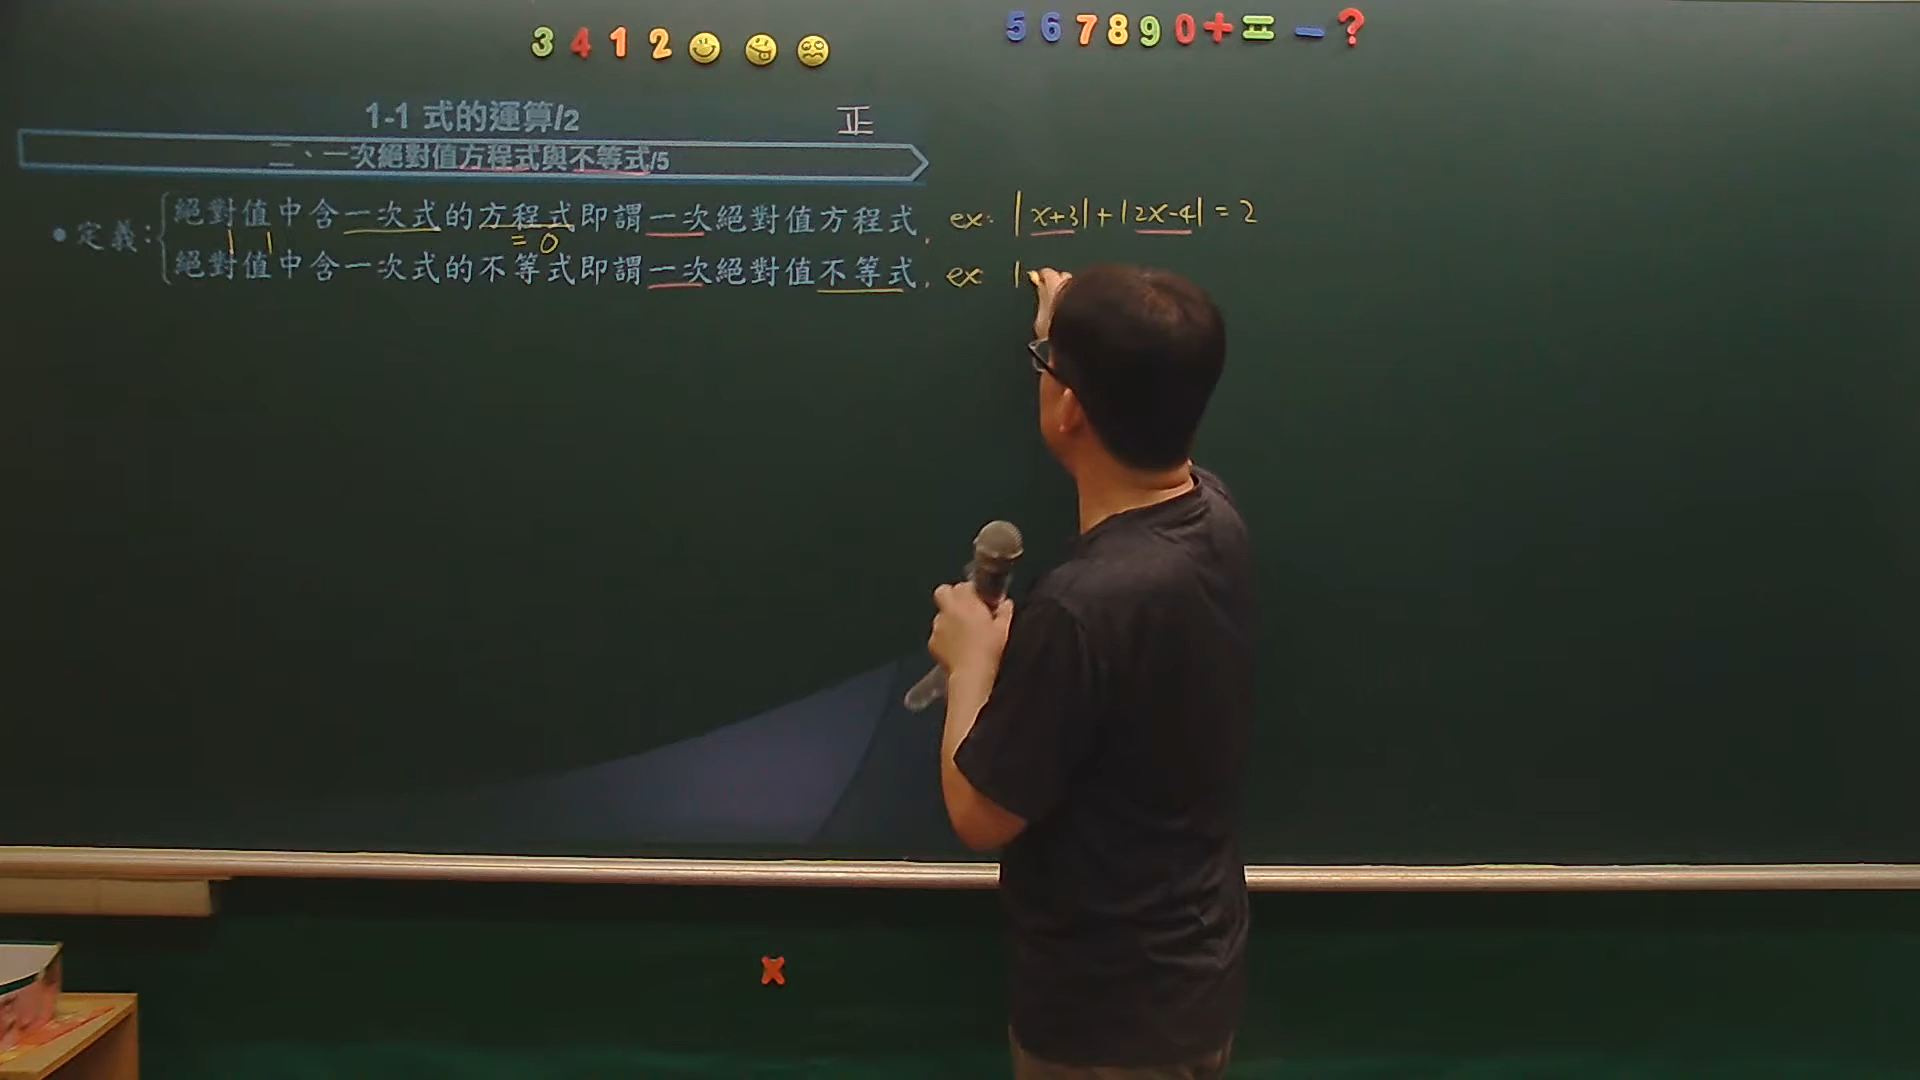 3 4 1 2
5 6 7 8 9 0 + = - ?
1-1 式的運算/2
正
二、一次絕對值方程式與不等式/5
• 定義：
絕對值中含一次式的方程式即謂一次絕對值方程式. ex: |x+3|+|2x-4|=2
| | = 0
絕對值中含一次式的不等式即謂一次絕對值不等式. ex: |
x